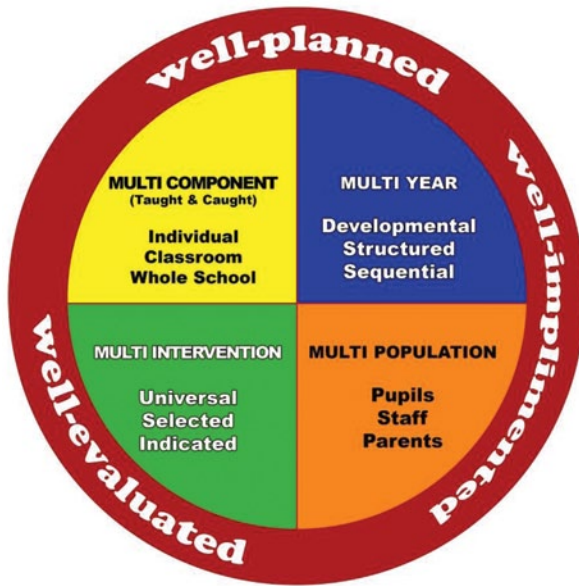 well-planned
well-implimented
well-evaluated
MULTI COMPONENT
(Taught & Caught)
Individual
Classroom
Whole School
MULTI YEAR
Developmental
Structured
Sequential
MULTI INTERVENTION
Universal
Selected
Indicated
MULTI POPULATION
Pupils
Staff
Parents